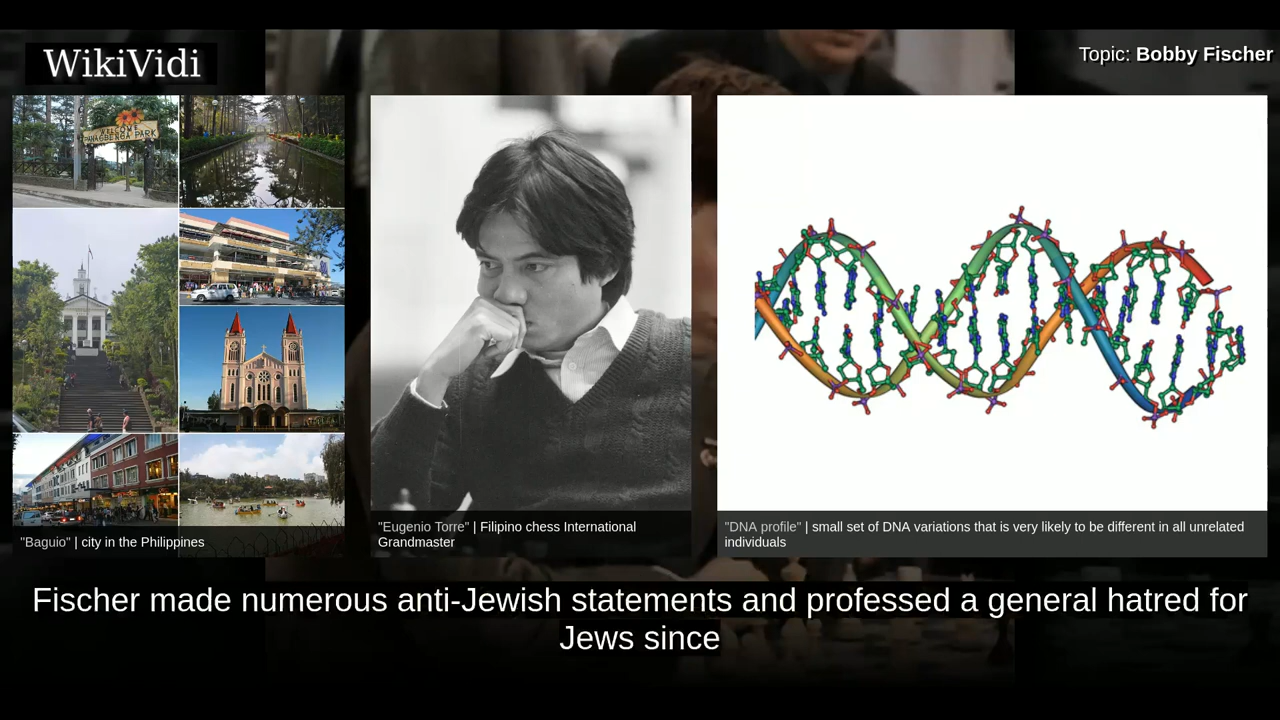 WikiVidi
Topic: Bobby Fischer
WELCOME
PANAGBENGA PARK
"Baguio" | city in the Philippines
"Eugenio Torre" | Filipino chess International
Grandmaster
"DNA profile" | small set of DNA variations that is very likely to be different in all unrelated
individuals
Fischer made numerous anti-Jewish statements and professed a general hatred for
Jews since